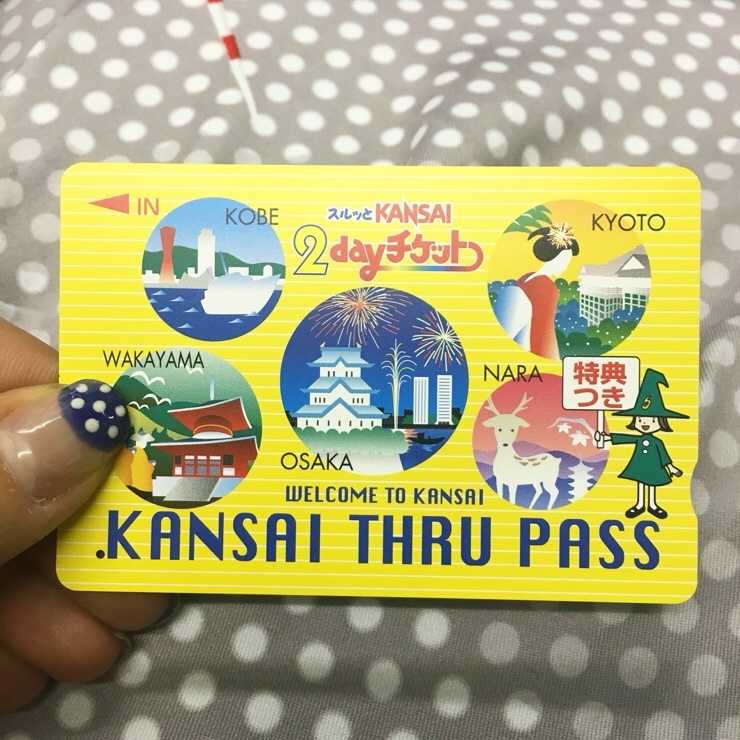 IN
KOBE
スルッとKANSAI
2dayチケット
KYOTO
WAKAYAMA
OSAKA
NARA
特典
つき
S
WELCOME TO KANSAI
.KANSAI THRU PASS